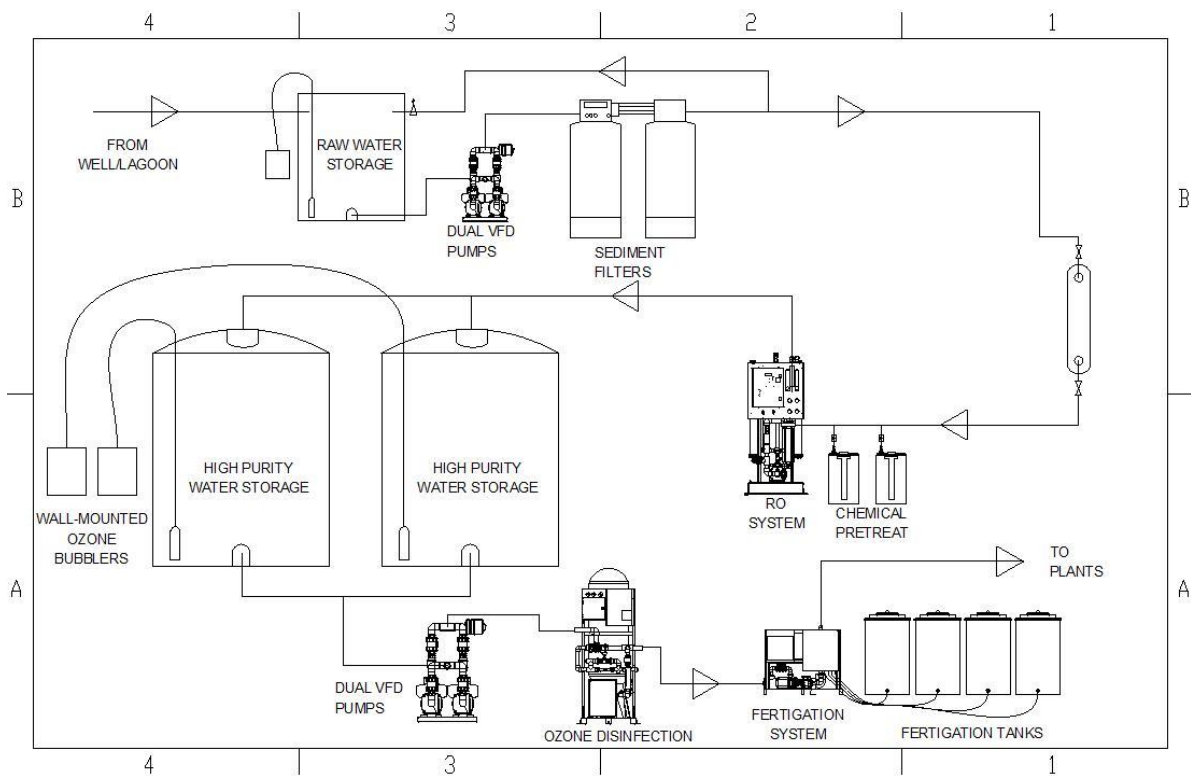 4 3 2 1
FROM
WELL/LAGOON
RAW WATER
STORAGE
B
B
DUAL VFD
PUMPS
SEDIMENT
FILTERS
HIGH PURITY
WATER STORAGE
HIGH PURITY
WATER STORAGE
RO
SYSTEM
CHEMICAL
PRETREAT
WALL-MOUNTED
OZONE
BUBBLERS
TO
PLANTS
A
A
DUAL VFD
PUMPS
OZONE DISINFECTION
FERTIGATION
SYSTEM
FERTIGATION TANKS
4 3 2 1